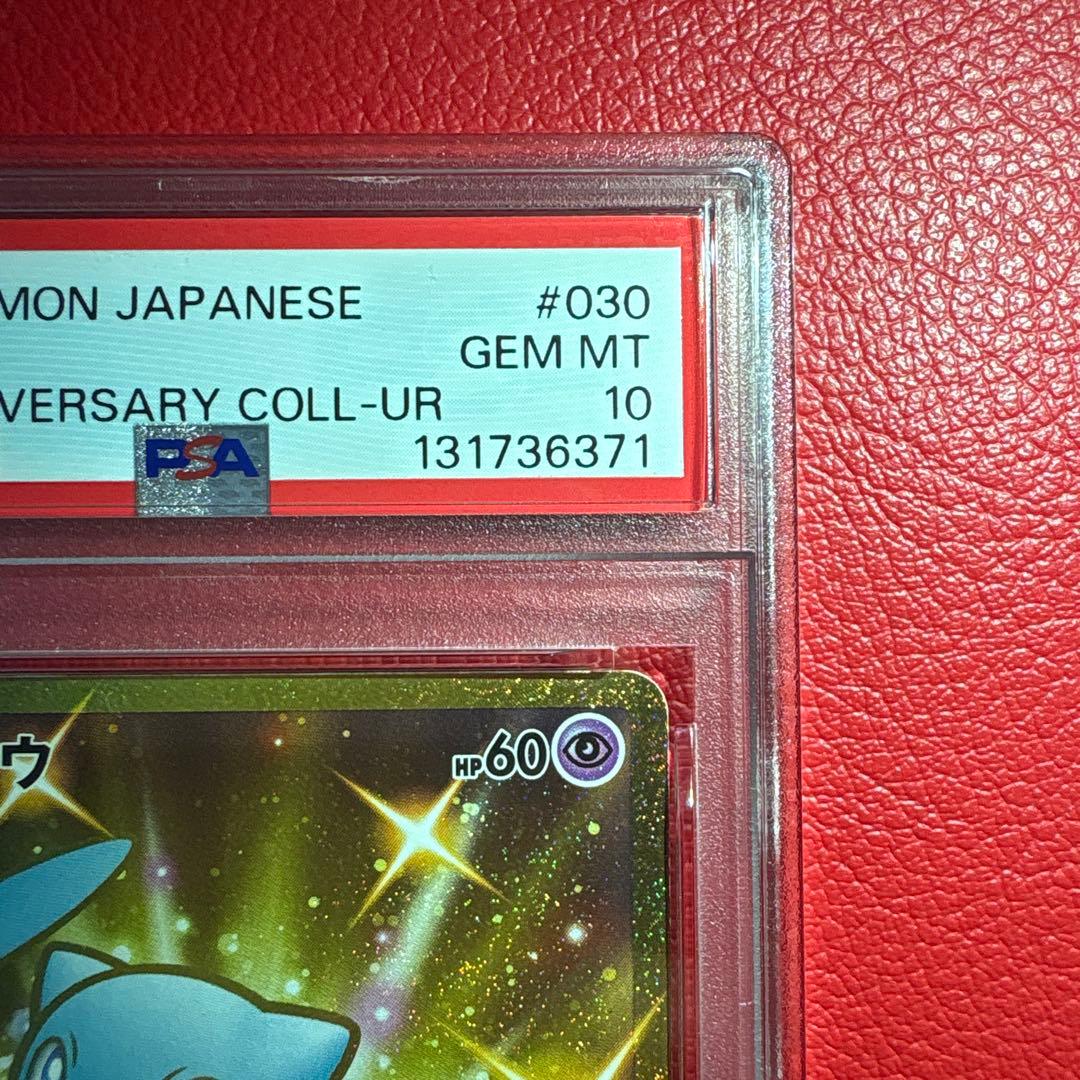 MON JAPANESE #030
GEM MT
VERSARY COLL-UR 10
PSA 131736371
ウ HP60